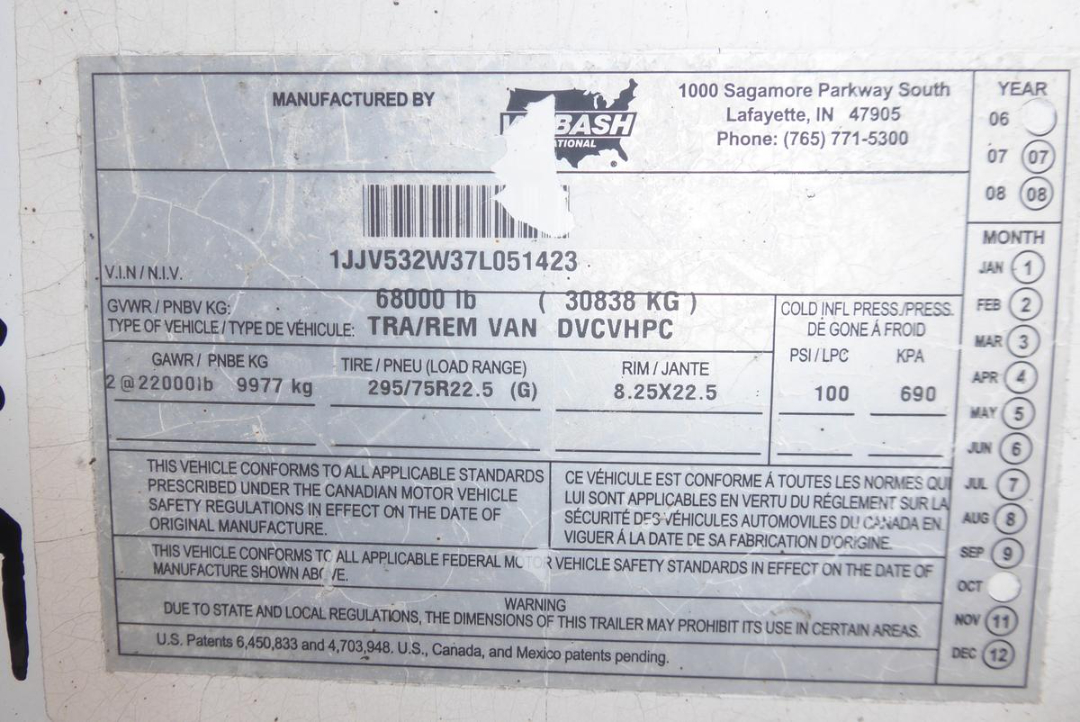 MANUFACTURED BY
BASH
TIONAL
®
1000 Sagamore Parkway South
Lafayette, IN 47905
Phone: (765) 771-5300
YEAR
06
07 07
08 08
V.I.N / N.I.V.
1JJV532W37L051423
GVWR / PNBV KG: 68000 lb ( 30838 KG )
TYPE OF VEHICLE / TYPE DE VÉHICULE: TRA/REM VAN DVCVHPC
COLD INFL PRESS./PRESS.
DÉ GONE Á FROID
PSI / LPC KPA
100 690
GAWR / PNBE KG TIRE / PNEU (LOAD RANGE) RIM / JANTE
2 @ 22000lb 9977 kg 295/75R22.5 (G) 8.25X22.5
THIS VEHICLE CONFORMS TO ALL APPLICABLE STANDARDS
PRESCRIBED UNDER THE CANADIAN MOTOR VEHICLE
SAFETY REGULATIONS IN EFFECT ON THE DATE OF
ORIGINAL MANUFACTURE.
CE VÉHICULE EST CONFORME Á TOUTES LES NORMES QUI
LUI SONT APPLICABLES EN VERTU DU RÉGLEMENT SUR LA
SÉCURITÉ DES VÉHICULES AUTOMOVILES DU CANADA EN
VIGUER Á LA DATE DE SA FABRICATION D'ORIGINE.
THIS VEHICLE CONFORMS TO ALL APPLICABLE FEDERAL MOTOR VEHICLE SAFETY STANDARDS IN EFFECT ON THE DATE OF
MANUFACTURE SHOWN ABOVE.
WARNING
DUE TO STATE AND LOCAL REGULATIONS, THE DIMENSIONS OF THIS TRAILER MAY PROHIBIT ITS USE IN CERTAIN AREAS.
U.S. Patents 6,450,833 and 4,703,948. U.S., Canada, and Mexico patents pending.
MONTH
JAN 1
FEB 2
MAR 3
APR 4
MAY 5
JUN 6
JUL 7
AUG 8
SEP 9
OCT
NOV 11
DEC 12